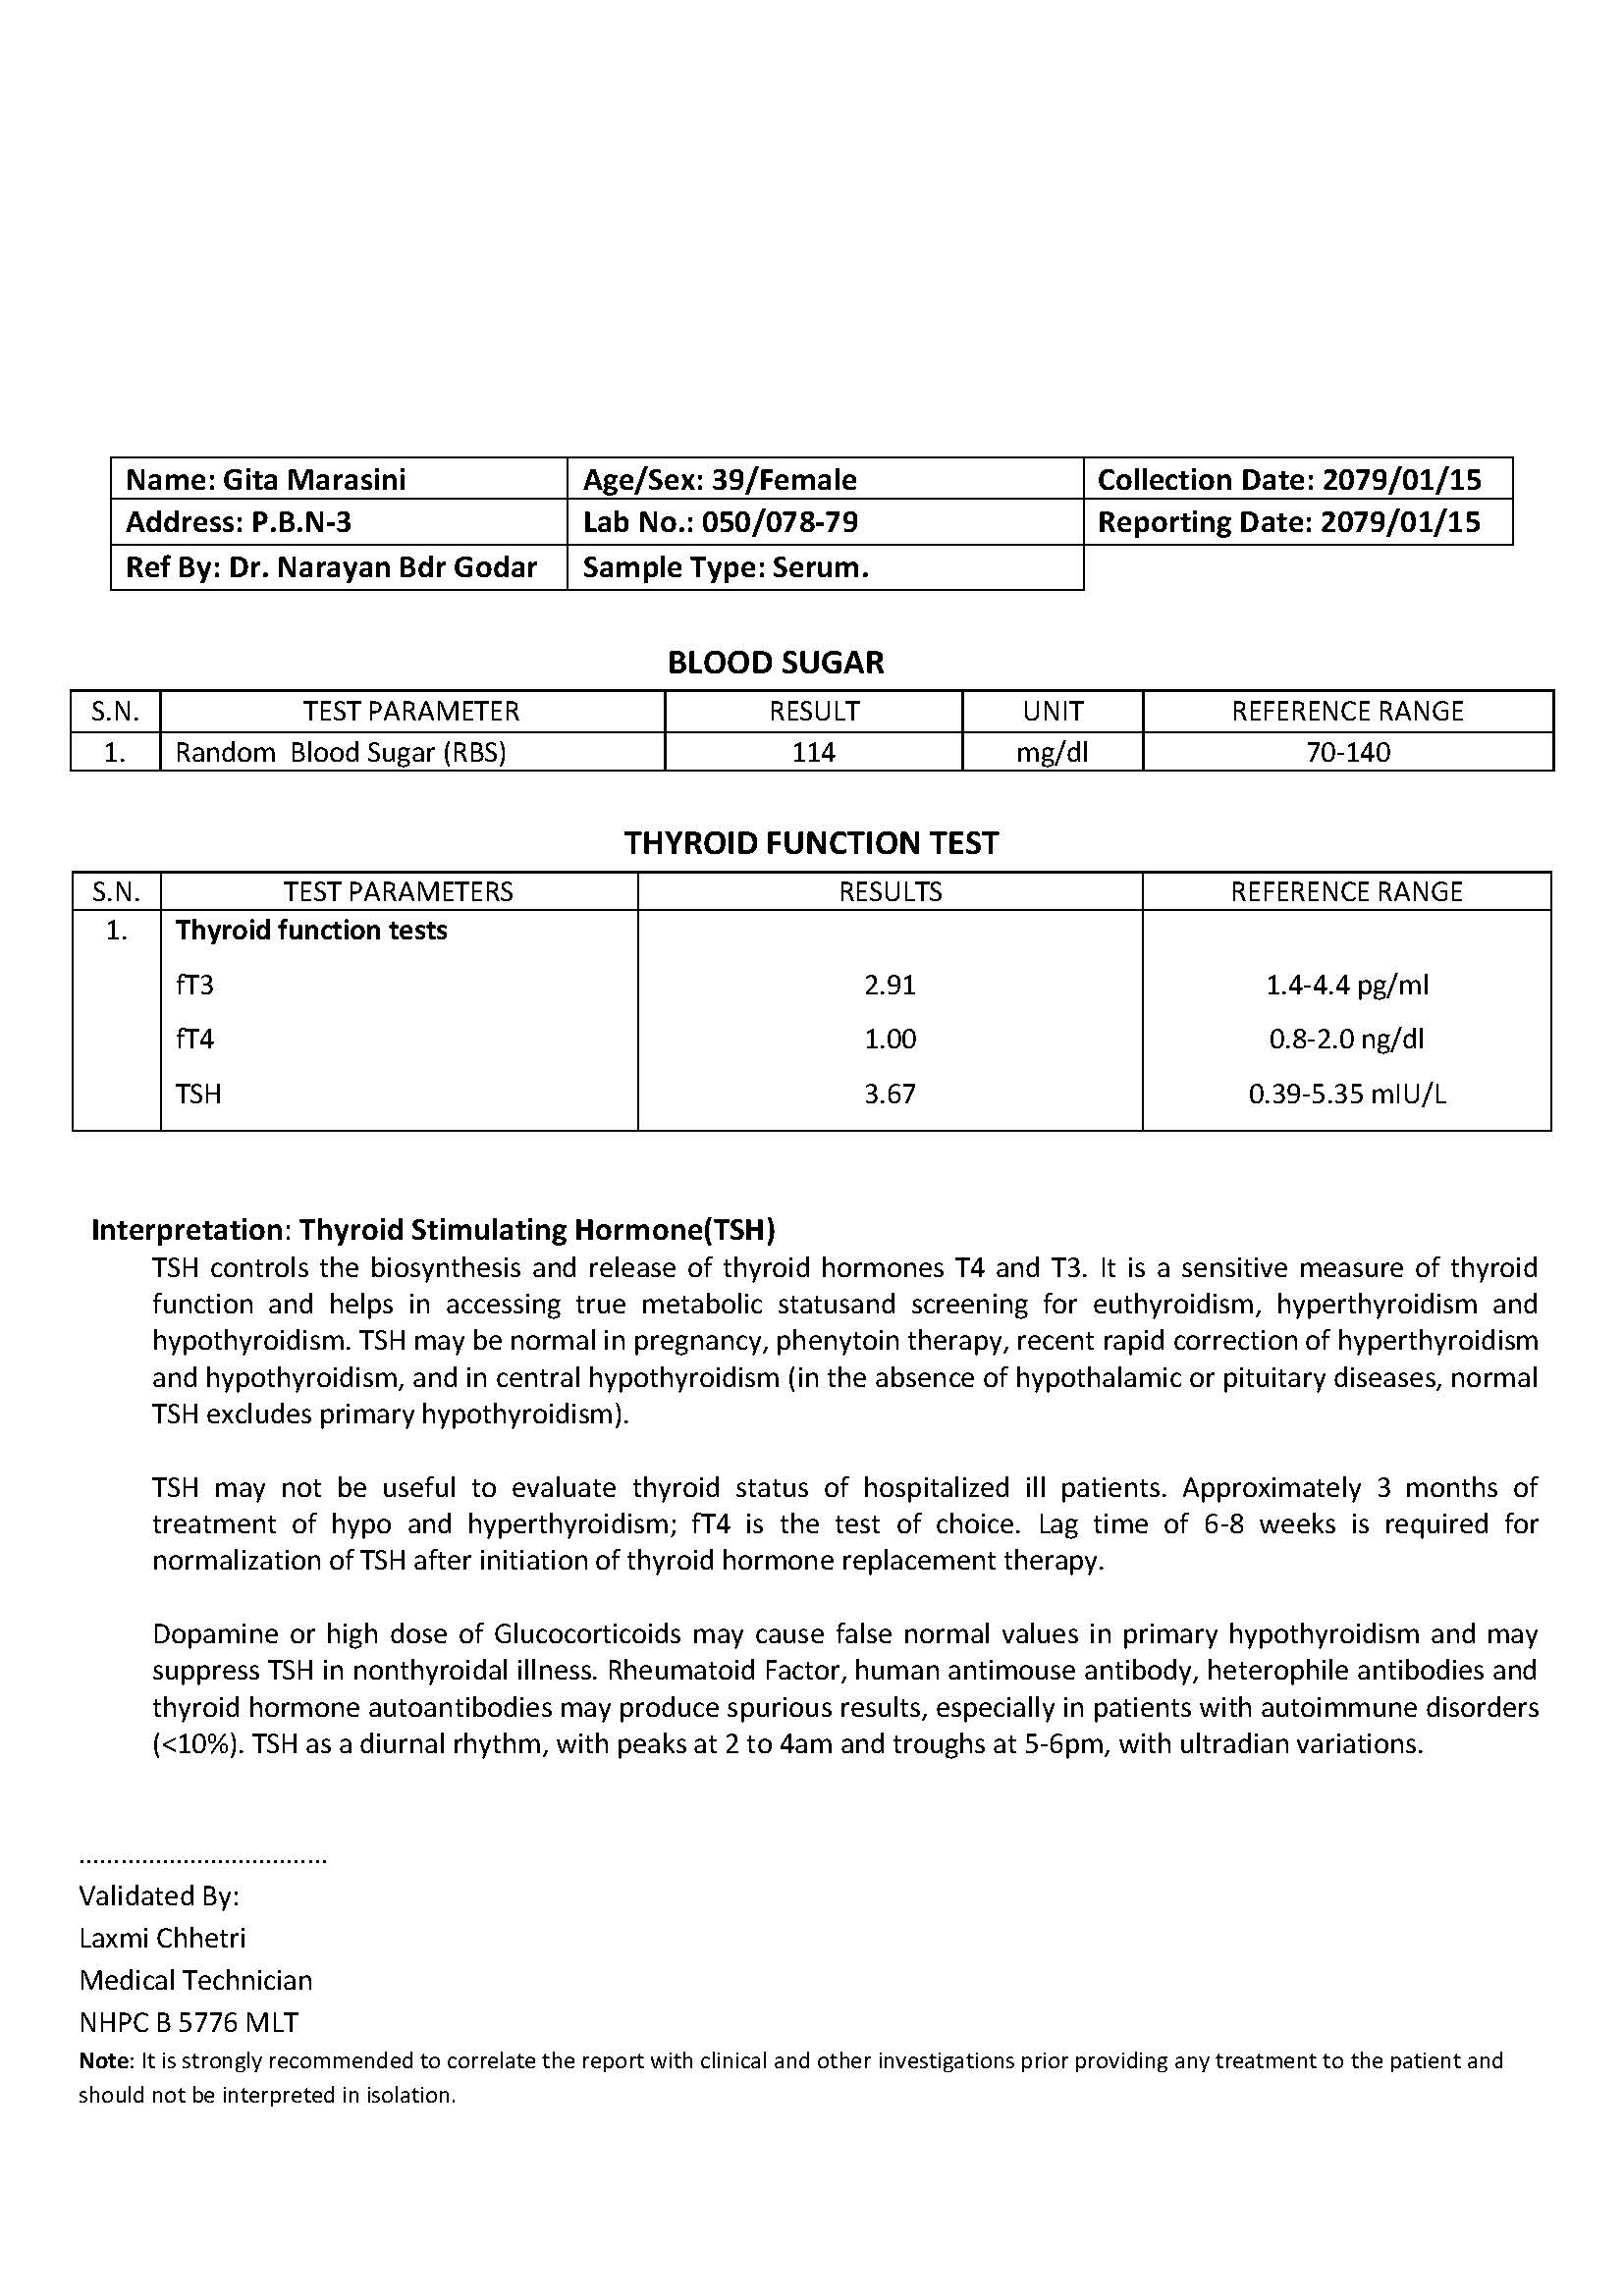 Name: Gita Marasini Age/Sex: 39/Female Collection Date: 2079/01/15
Address: P.B.N-3 Lab No.: 050/078-79 Reporting Date: 2079/01/15
Ref By: Dr. Narayan Bdr Godar Sample Type: Serum.
BLOOD SUGAR
S.N. TEST PARAMETER RESULT UNIT REFERENCE RANGE
1. Random Blood Sugar (RBS) 114 mg/dl 70-140
THYROID FUNCTION TEST
S.N. TEST PARAMETERS RESULTS REFERENCE RANGE
1. Thyroid function tests
fT3 2.91 1.4-4.4 pg/ml
fT4 1.00 0.8-2.0 ng/dl
TSH 3.67 0.39-5.35 mIU/L
Interpretation: Thyroid Stimulating Hormone(TSH)
TSH controls the biosynthesis and release of thyroid hormones T4 and T3. It is a sensitive measure of thyroid
function and helps in accessing true metabolic statusand screening for euthyroidism, hyperthyroidism and
hypothyroidism. TSH may be normal in pregnancy, phenytoin therapy, recent rapid correction of hyperthyroidism
and hypothyroidism, and in central hypothyroidism (in the absence of hypothalamic or pituitary diseases, normal
TSH excludes primary hypothyroidism).
TSH may not be useful to evaluate thyroid status of hospitalized ill patients. Approximately 3 months of
treatment of hypo and hyperthyroidism; fT4 is the test of choice. Lag time of 6-8 weeks is required for
normalization of TSH after initiation of thyroid hormone replacement therapy.
Dopamine or high dose of Glucocorticoids may cause false normal values in primary hypothyroidism and may
suppress TSH in nonthyroidal illness. Rheumatoid Factor, human antimouse antibody, heterophile antibodies and
thyroid hormone autoantibodies may produce spurious results, especially in patients with autoimmune disorders
(<10%). TSH as a diurnal rhythm, with peaks at 2 to 4am and troughs at 5-6pm, with ultradian variations.
....................................
Validated By:
Laxmi Chhetri
Medical Technician
NHPC B 5776 MLT
Note: It is strongly recommended to correlate the report with clinical and other investigations prior providing any treatment to the patient and
should not be interpreted in isolation.